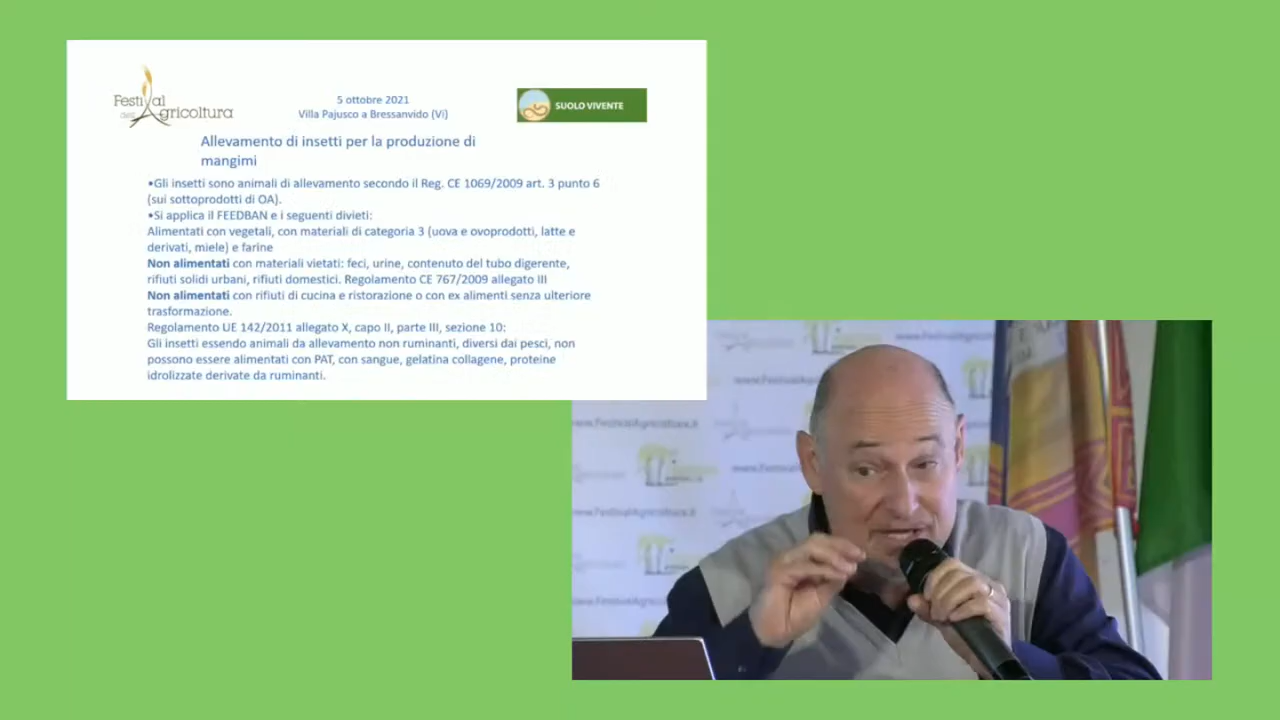 Festival
dell'Agricoltura
5 ottobre 2021
Villa Pajusco a Bressanvido (Vi)
SUOLO VIVENTE
Allevamento di insetti per la produzione di
mangimi
•Gli insetti sono animali di allevamento secondo il Reg. CE 1069/2009 art. 3 punto 6
(sui sottoprodotti di OA).
•Si applica il FEEDBAN e i seguenti divieti:
Alimentati con vegetali, con materiali di categoria 3 (uova e ovoprodotti, latte e
derivati, miele) e farine
Non alimentati con materiali vietati: feci, urine, contenuto del tubo digerente,
rifiuti solidi urbani, rifiuti domestici. Regolamento CE 767/2009 allegato III
Non alimentati con rifiuti di cucina e ristorazione o con ex alimenti senza ulteriore
trasformazione.
Regolamento UE 142/2011 allegato X, capo II, parte III, sezione 10:
Gli insetti essendo animali da allevamento non ruminanti, diversi dai pesci, non
possono essere alimentati con PAT, con sangue, gelatina collagene, proteine
idrolizzate derivate da ruminanti.
www.FestivalAgricoltura.it
www.FestivalAgricoltura.it